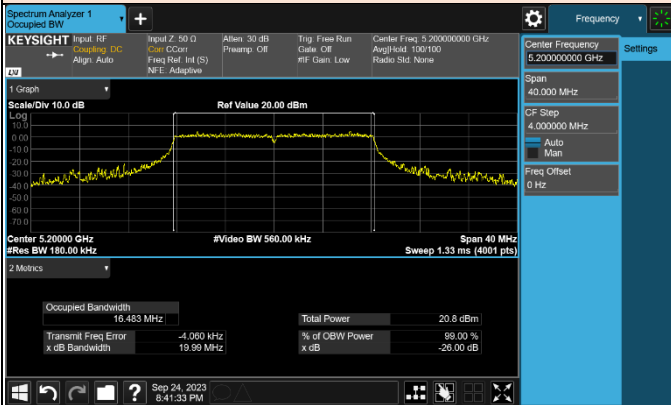 Spectrum Analyzer 1
Occupied BW
Frequency
KEYSIGHT
Input: RF
Coupling: DC
Align: Auto
Input Z: 50 Ω
Corr CCorr
Freq Ref: Int (S)
NFE: Adaptive
Atten: 30 dB
Preamp: Off
Trig: Free Run
Gate: Off
#IF Gain: Low
Center Freq: 5.200000000 GHz
Avg|Hold: 100/100
Radio Std: None
LXI
Center Frequency
5.200000000 GHz
Settings
Span
40.000 MHz
CF Step
4.000000 MHz
Auto
Man
Freq Offset
0 Hz
1 Graph
Scale/Div 10.0 dB
Ref Value 20.00 dBm
Log
10.0
0.00
-10.0
-20.0
-30.0
-40.0
-50.0
-60.0
-70.0
Center 5.20000 GHz
#Video BW 560.00 kHz
Span 40 MHz
#Res BW 180.00 kHz
Sweep 1.33 ms (4001 pts)
2 Metrics
Occupied Bandwidth
16.483 MHz
Total Power 20.8 dBm
Transmit Freq Error -4.060 kHz
% of OBW Power 99.00 %
x dB Bandwidth 19.99 MHz
x dB -26.00 dB
?
Sep 24, 2023
8:41:33 PM